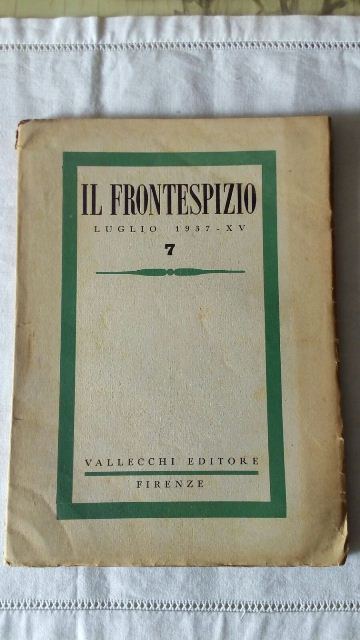 IL FRONTESPIZIO
LUGLIO 1937 - XV
7
VALLECCHI EDITORE
FIRENZE